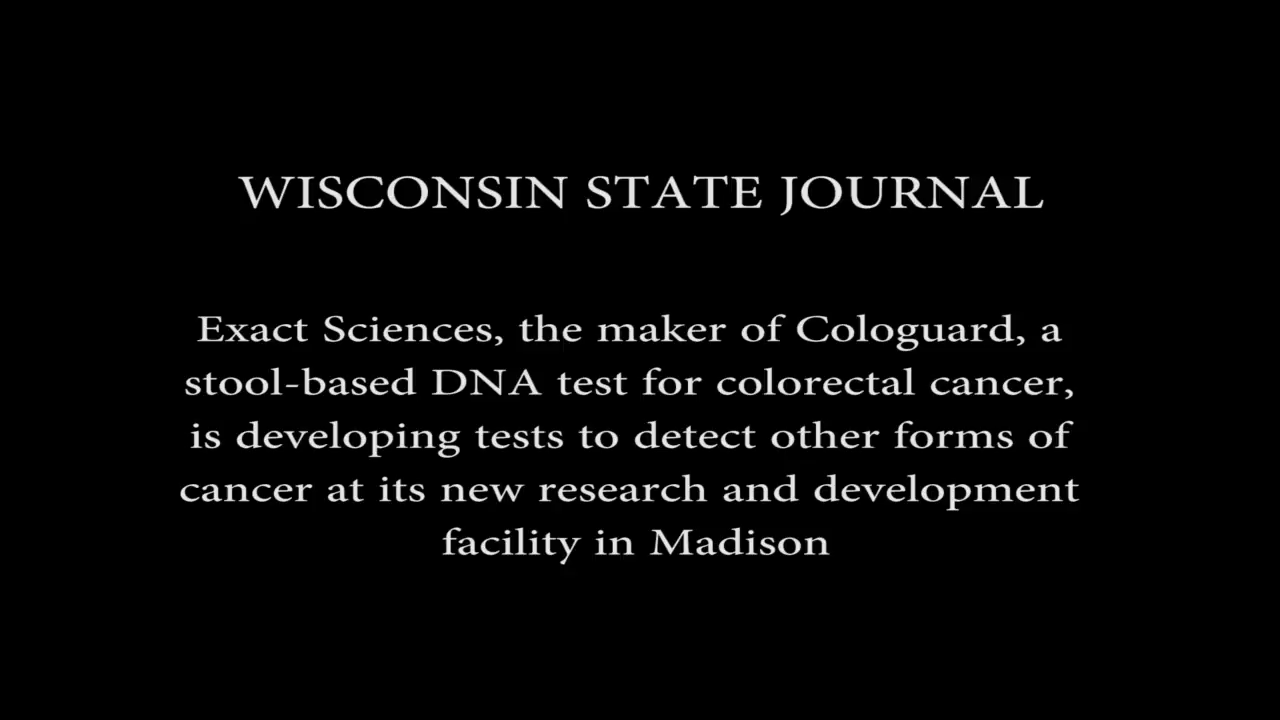 WISCONSIN STATE JOURNAL
Exact Sciences, the maker of Cologuard, a
stool-based DNA test for colorectal cancer,
is developing tests to detect other forms of
cancer at its new research and development
facility in Madison